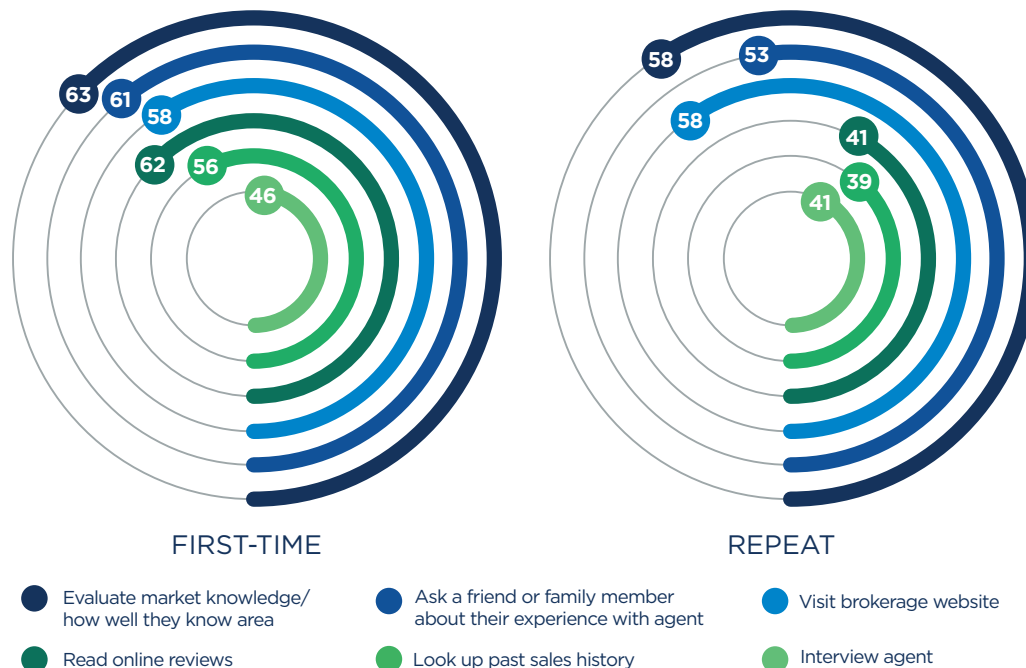 63
61
58
62
56
46
58
53
58
41
39
41
FIRST-TIME
REPEAT
Evaluate market knowledge/
how well they know area
Ask a friend or family member
about their experience with agent
Visit brokerage website
Read online reviews
Look up past sales history
Interview agent